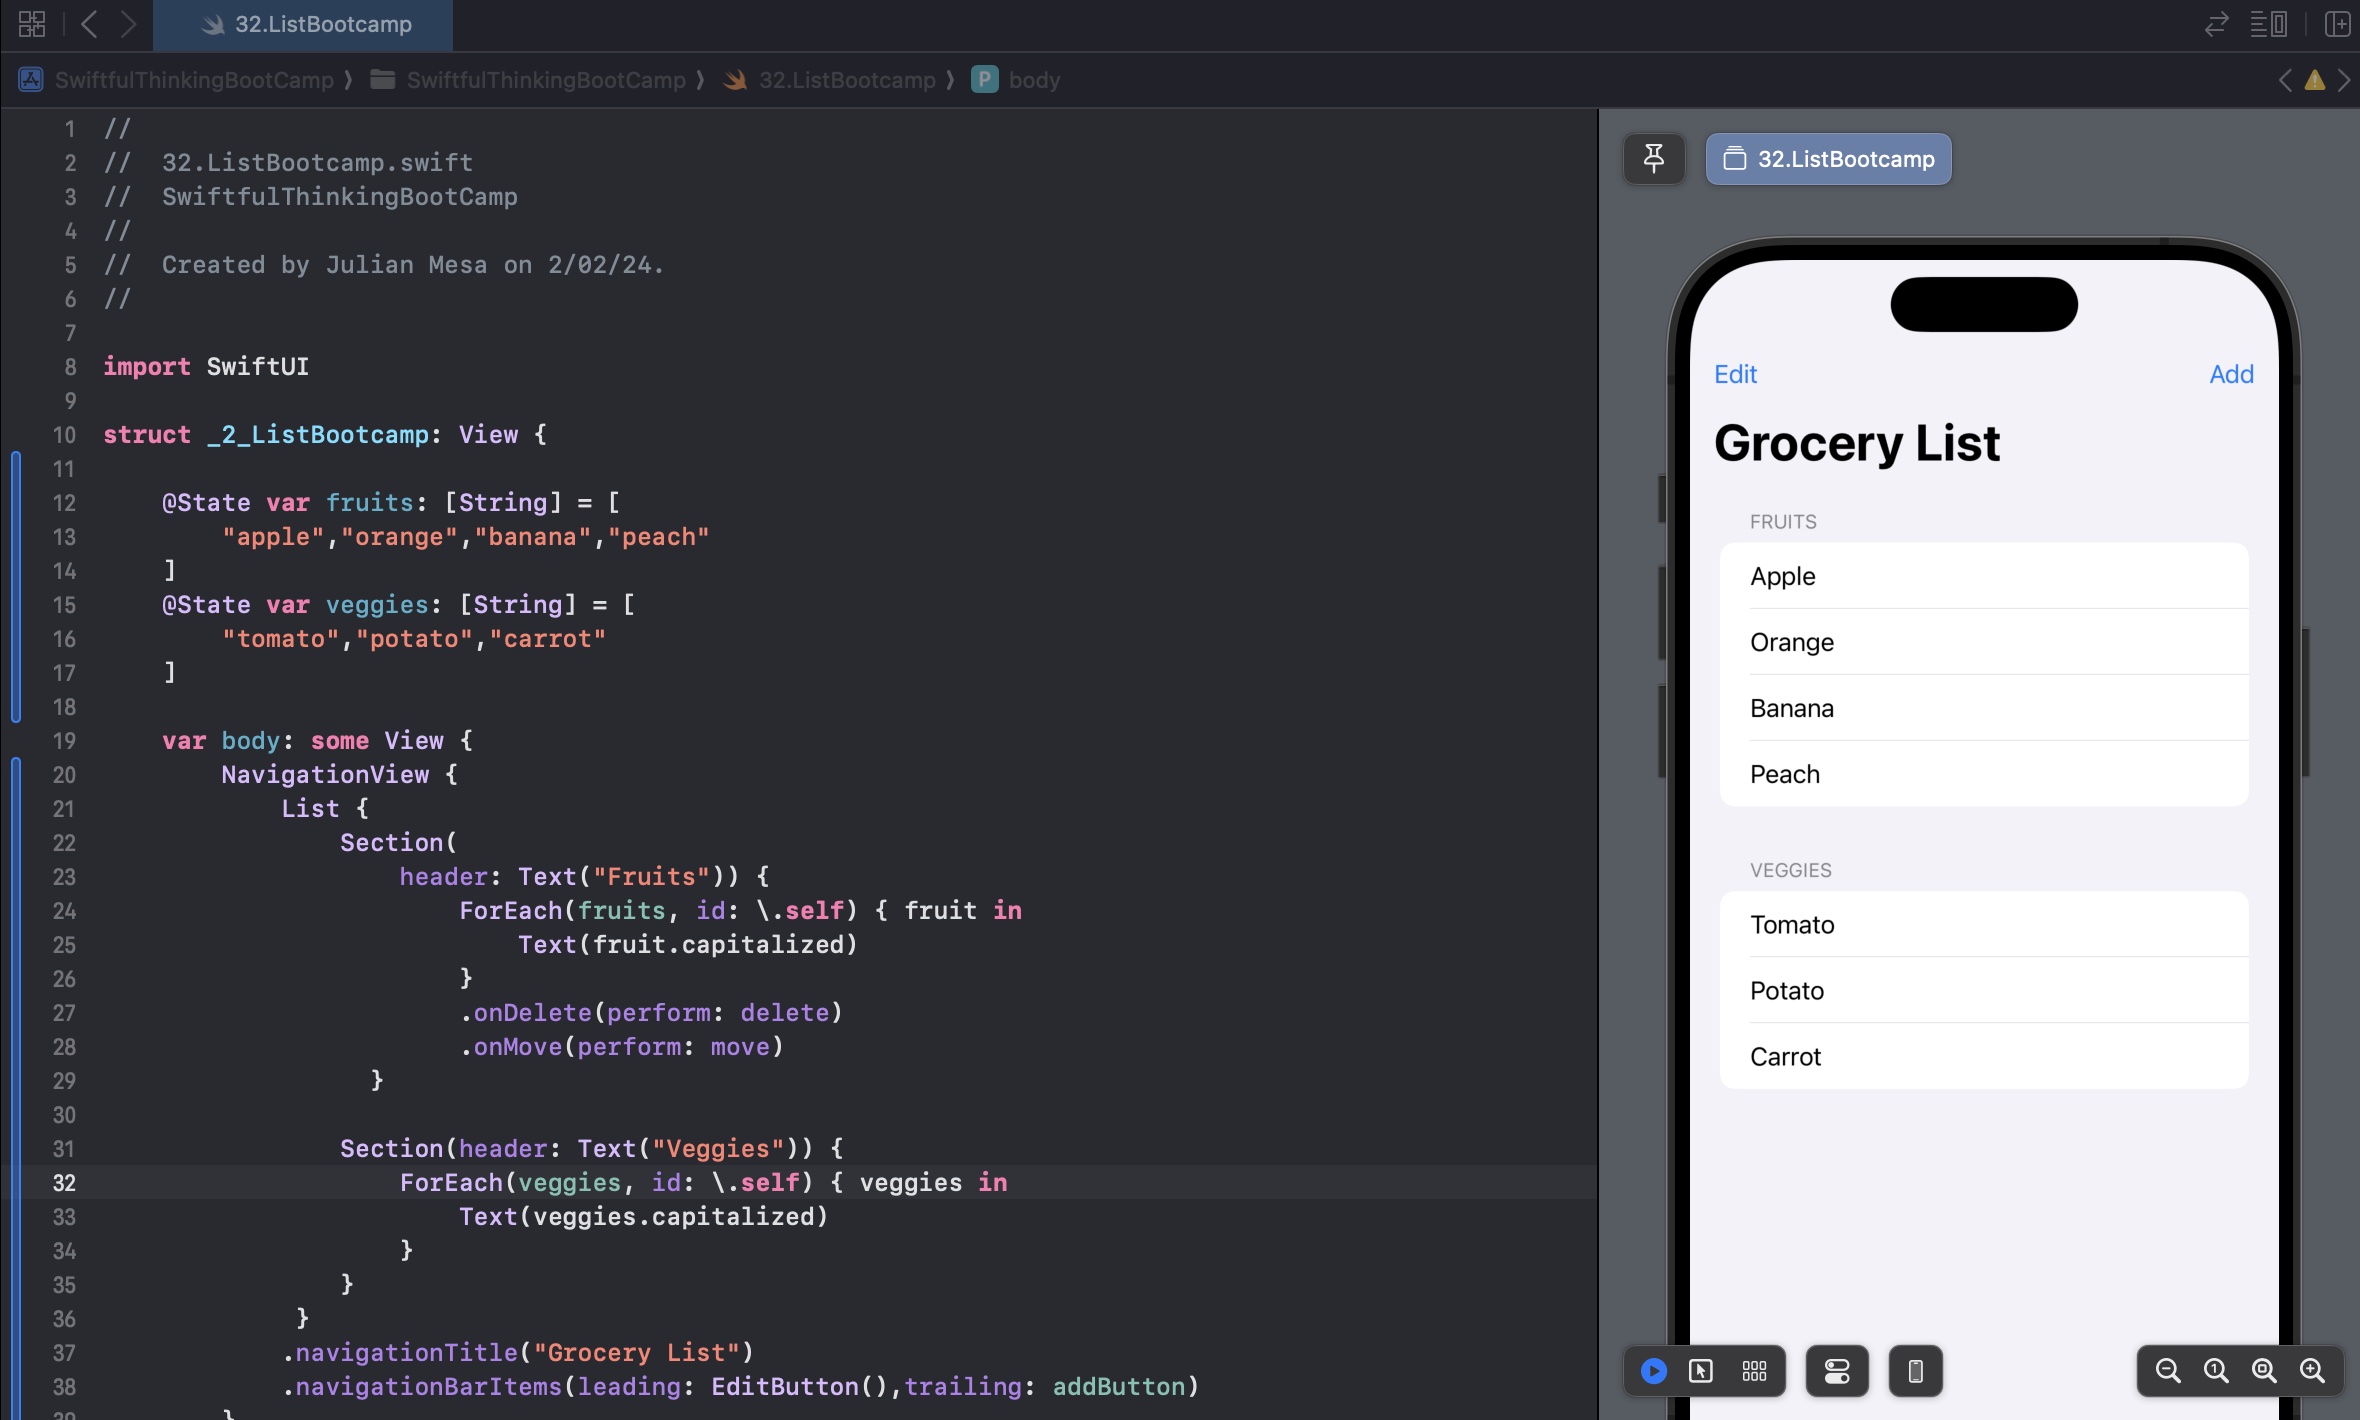 32.ListBootcamp
SwiftfulThinkingBootCamp
SwiftfulThinkingBootCamp
32.ListBootcamp
P
body
1 //
2 //  32.ListBootcamp.swift
3 //  SwiftfulThinkingBootCamp
4 //
5 //  Created by Julian Mesa on 2/02/24.
6 //
7
8 import SwiftUI
9
10 struct _2_ListBootcamp: View {
11
12     @State var fruits: [String] = [
13         "apple","orange","banana","peach"
14     ]
15     @State var veggies: [String] = [
16         "tomato","potato","carrot"
17     ]
18
19     var body: some View {
20         NavigationView {
21             List {
22                 Section(
23                     header: Text("Fruits")) {
24                         ForEach(fruits, id: \.self) { fruit in
25                             Text(fruit.capitalized)
26                         }
27                         .onDelete(perform: delete)
28                         .onMove(perform: move)
29                   }
30
31                 Section(header: Text("Veggies")) {
32                     ForEach(veggies, id: \.self) { veggies in
33                         Text(veggies.capitalized)
34                     }
35                 }
36              }
37             .navigationTitle("Grocery List")
38             .navigationBarItems(leading: EditButton(),trailing: addButton)
39         }
32.ListBootcamp
Edit
Add
Grocery List
FRUITS
Apple
Orange
Banana
Peach
VEGGIES
Tomato
Potato
Carrot